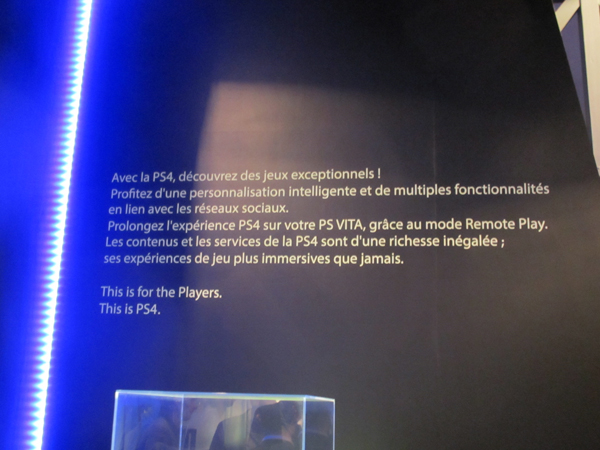 Avec la PS4, découvrez des jeux exceptionnels !
Profitez d'une personnalisation intelligente et de multiples fonctionnalités
en lien avec les réseaux sociaux.
Prolongez l'expérience PS4 sur votre PS VITA, grâce au mode Remote Play.
Les contenus et les services de la PS4 sont d'une richesse inégalée ;
ses expériences de jeu plus immersives que jamais.
This is for the Players.
This is PS4.